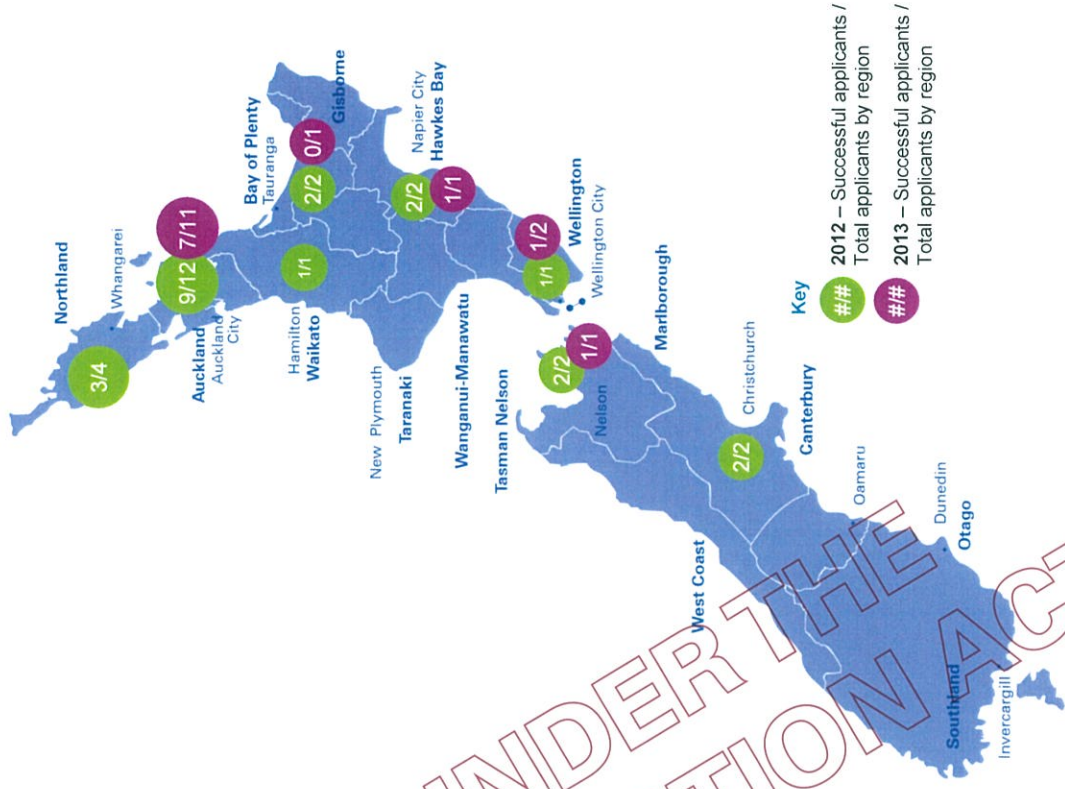 Northland
Whangarei
3/4
9/12
7/11
Auckland
Auckland
City
Bay of Plenty
Tauranga
Hamilton
Waikato
1/1
2/2
0/1
Gisborne
New Plymouth
Taranaki
Napier City
Hawkes Bay
2/2
1/1
Wanganui-Manawatu
1/1
1/2
Wellington
Wellington City
Tasman Nelson
2/2
1/1
Nelson
Marlborough
West Coast
2/2
Christchurch
Canterbury
Oamaru
Dunedin
Otago
Southland
Invercargill
Key
#/#
2012 – Successful applicants /
Total applicants by region
#/#
2013 – Successful applicants /
Total applicants by region
UNDER THE